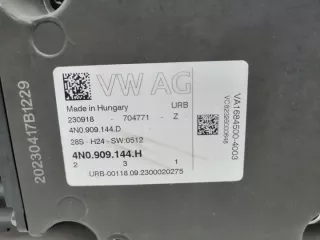 VW AG
Made in Hungary URB
230918 - 704771 - Z
4N0.909.144.D
28S - H24 - SW:0512
4N0.909.144.H
2 3 1
URB-00118.09.2300020275
20230417B1229
VA1684500-4003